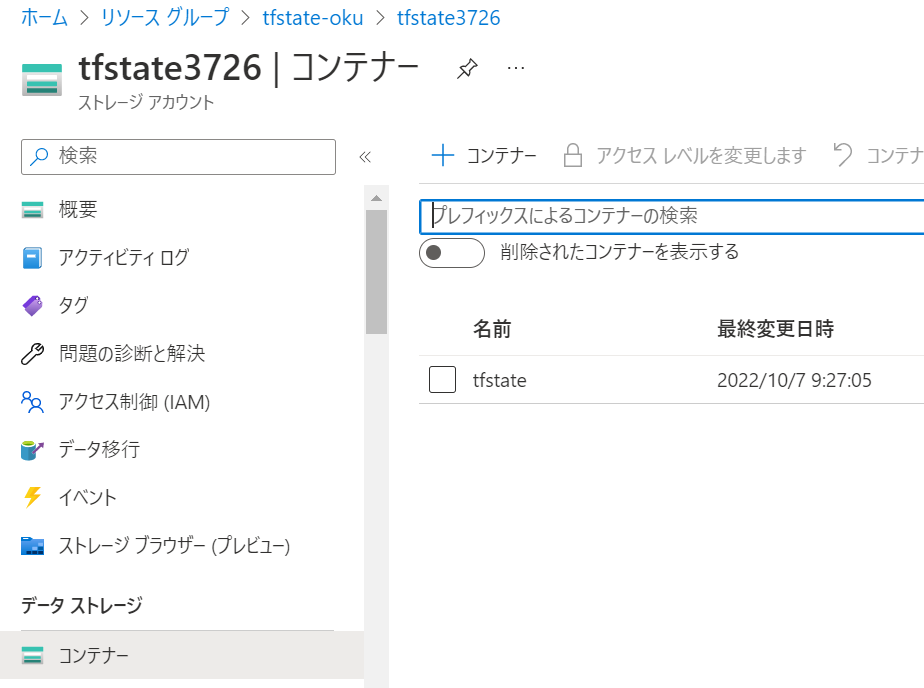 ホーム > リソース グループ > tfstate-oku > tfstate3726
tfstate3726 | コンテナー
ストレージ アカウント
検索
概要
アクティビティ ログ
タグ
問題の診断と解決
アクセス制御 (IAM)
データ移行
イベント
ストレージ ブラウザー (プレビュー)
データ ストレージ
コンテナー
コンテナー アクセス レベルを変更します コンテナ
プレフィックスによるコンテナーの検索
削除されたコンテナーを表示する
名前 最終変更日時
tfstate 2022/10/7 9:27:05